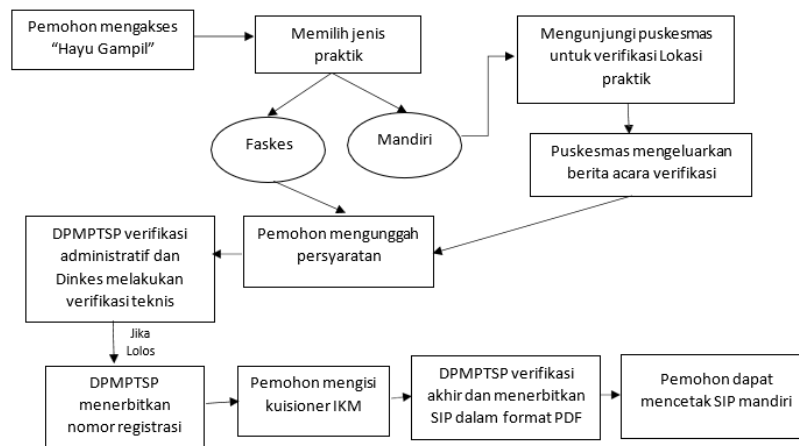 Pemohon mengakses
“Hayu Gampil”
Memilih jenis
praktik
Mengunjungi puskesmas
untuk verifikasi Lokasi
praktik
Faskes
Mandiri
Puskesmas mengeluarkan
berita acara verifikasi
Pemohon mengunggah
persyaratan
DPMPTSP verifikasi
administratif dan
Dinkes melakukan
verifikasi teknis
Jika
Lolos
DPMPTSP
menerbitkan
nomor registrasi
Pemohon mengisi
kuisioner IKM
DPMPTSP verifikasi
akhir dan menerbitkan
SIP dalam format PDF
Pemohon dapat
mencetak SIP mandiri